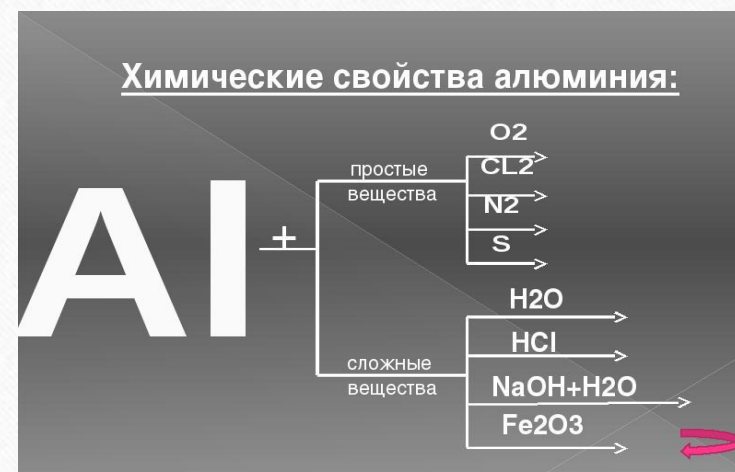 Химические свойства алюминия:
Al
+
простые
вещества
O2
CL2
N2
S
сложные
вещества
H2O
HCl
NaOH+H2O
Fe2O3